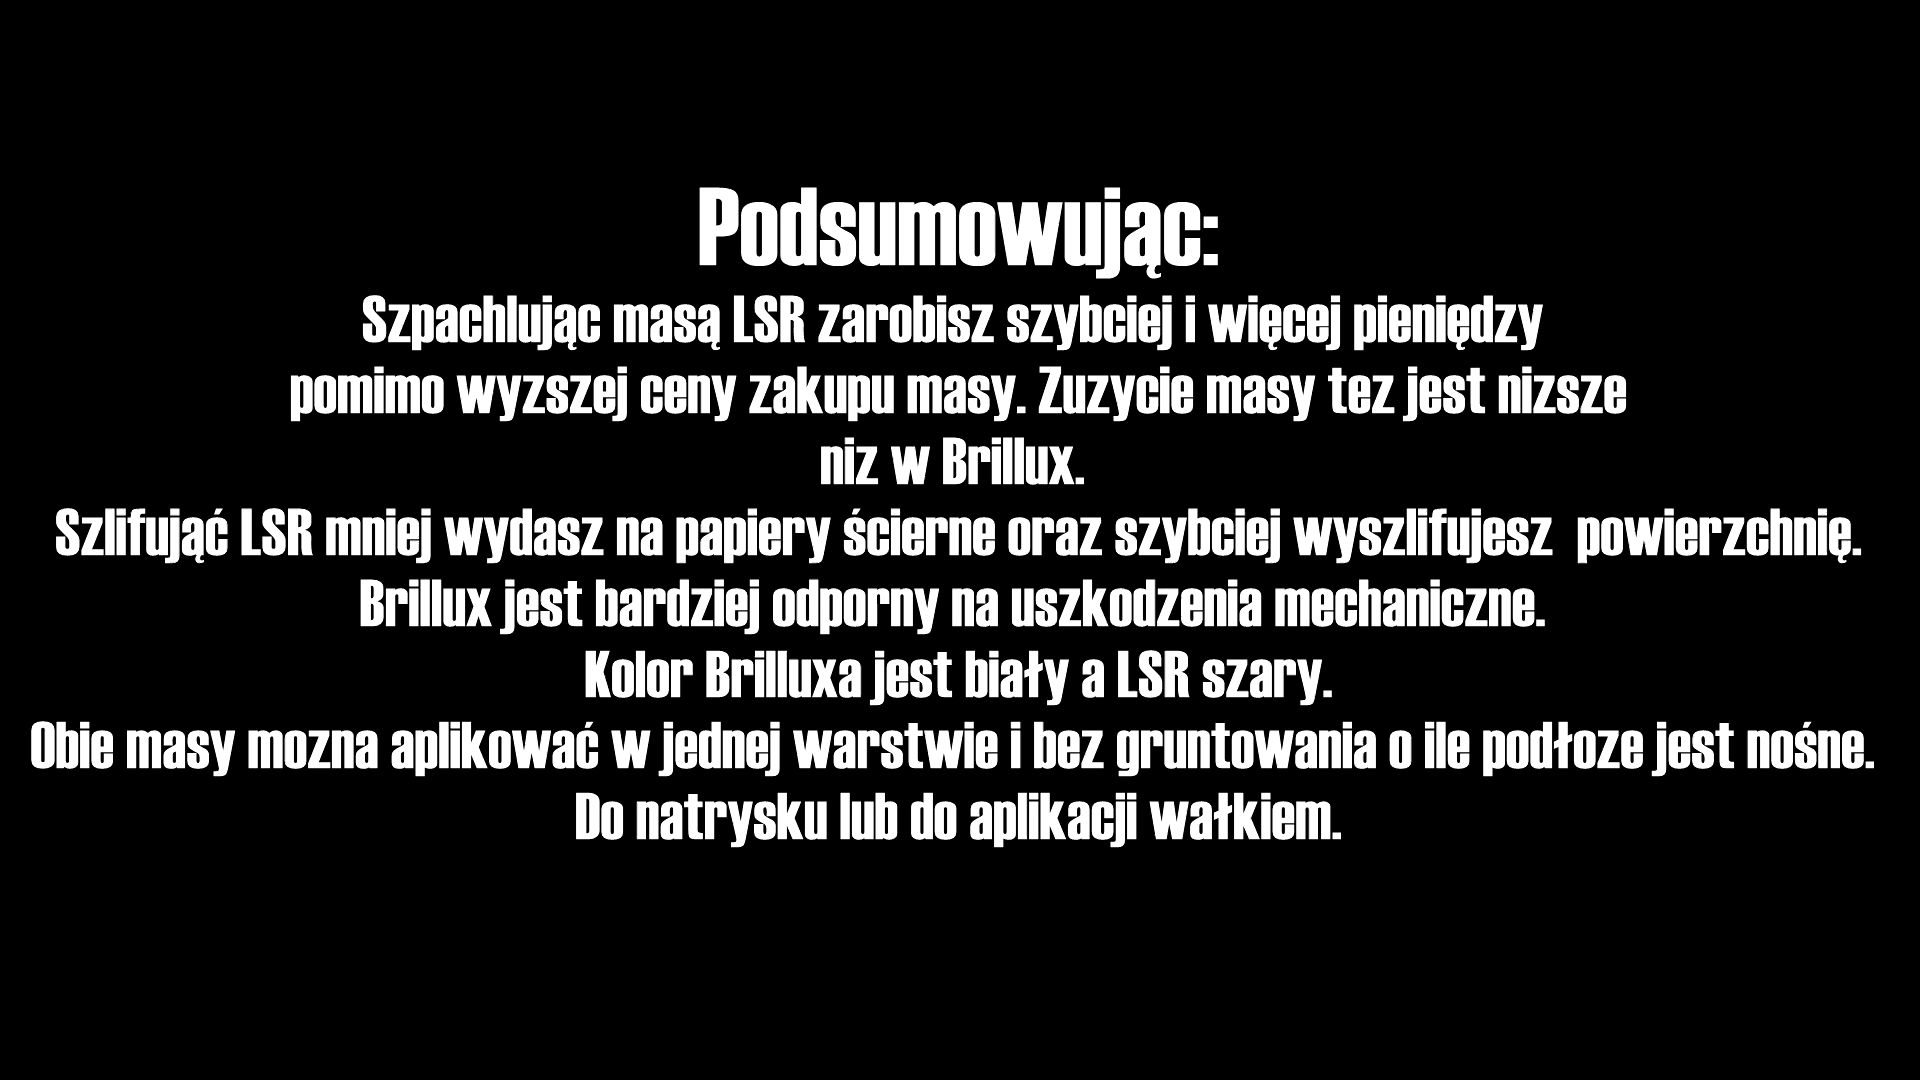 Podsumowując:
Szpachlując masą LSR zarobisz szybciej i więcej pieniędzy
pomimo wyzszej ceny zakupu masy. Zuzycie masy tez jest nizsze
niz w Brillux.
Szlifująć LSR mniej wydasz na papiery ścierne oraz szybciej wyszlifujesz  powierzchnię.
Brillux jest bardziej odporny na uszkodzenia mechaniczne.
Kolor Brilluxa jest biały a LSR szary.
Obie masy mozna aplikować w jednej warstwie i bez gruntowania o ile podłoze jest nośne.
Do natrysku lub do aplikacji wałkiem.